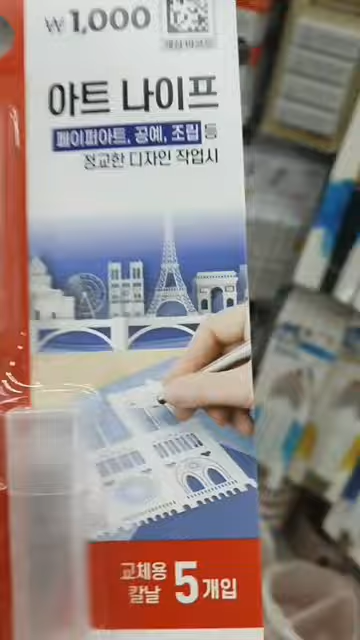 ₩1,000
아트 나이프
페이퍼아트, 공예, 조립 등
정교한 디자인 작업시
교체용
칼날 5개입